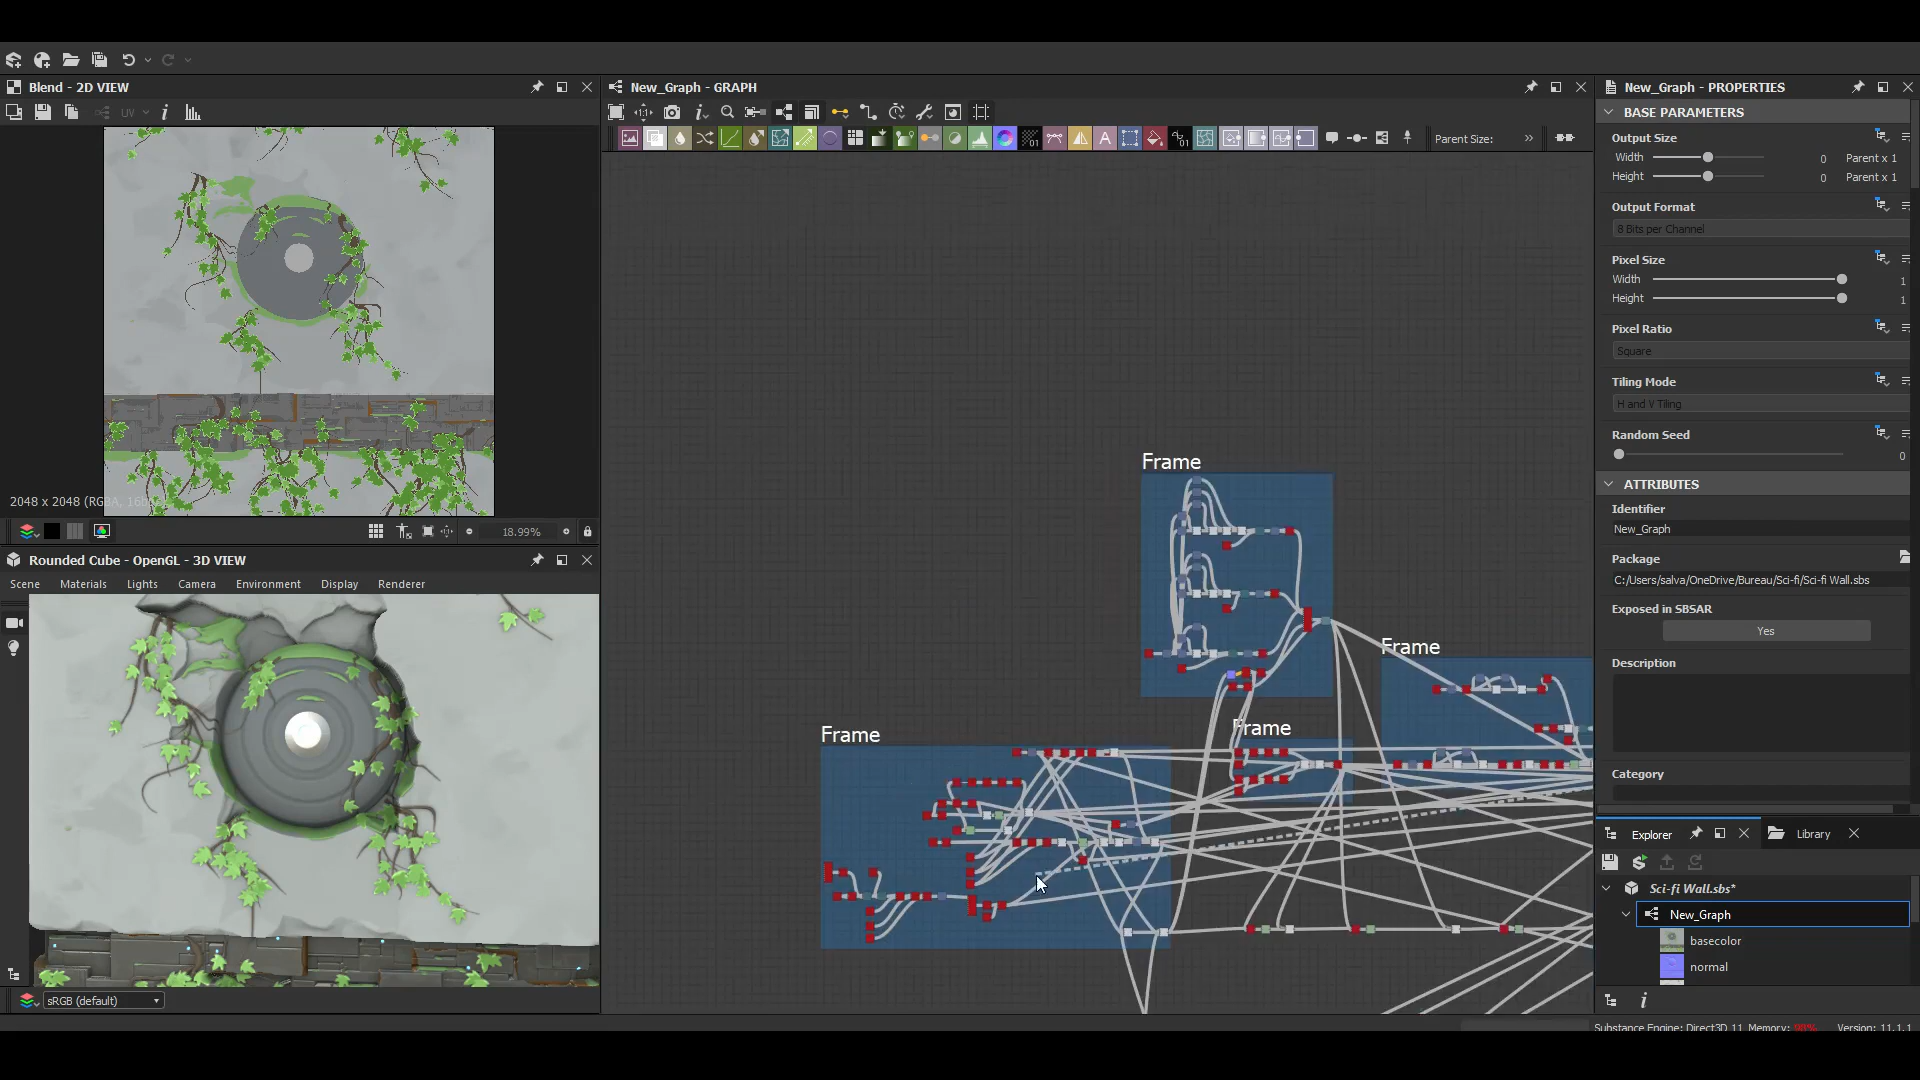 Blend - 2D VIEW
UV
2048 x 2048 (RGBA, 16b
18.99%
Rounded Cube - OpenGL - 3D VIEW
Scene Materials Lights Camera Environment Display Renderer
sRGB (default)
New_Graph - GRAPH
Parent Size: »
Frame
Frame
Frame
Frame
New_Graph - PROPERTIES
BASE PARAMETERS
Output Size
Width 0 Parent x 1
Height 0 Parent x 1
Output Format
8 Bits per Channel
Pixel Size
Width 1
Height 1
Pixel Ratio
Square
Tiling Mode
H and V Tiling
Random Seed
0
ATTRIBUTES
Identifier
New_Graph
Package
C:/Users/salva/OneDrive/Bureau/Sci-fi/Sci-fi Wall.sbs
Exposed in SBSAR
Yes
Description
Category
Explorer Library
Sci-fi Wall.sbs*
New_Graph
basecolor
normal
Substance Engine: Direct3D 11 Memory: 90% Version: 11.1.1